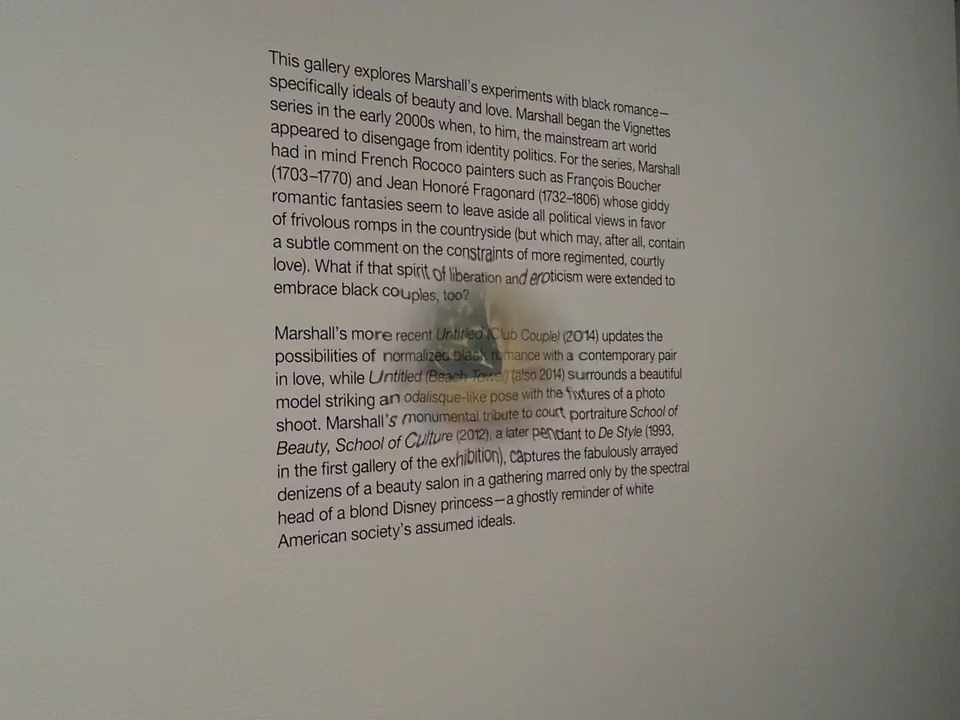 This gallery explores Marshall's experiments with black romance—
specifically ideals of beauty and love. Marshall began the Vignettes
series in the early 2000s when, to him, the mainstream art world
appeared to disengage from identity politics. For the series, Marshall
had in mind French Rococo painters such as François Boucher
(1703–1770) and Jean Honoré Fragonard (1732–1806) whose giddy
romantic fantasies seem to leave aside all political views in favor
of frivolous romps in the countryside (but which may, after all, contain
a subtle comment on the constraints of more regimented, courtly
love). What if that spirit of liberation and eroticism were extended to
embrace black couples, too?
Marshall's more recent Untitled (Club Couple) (2014) updates the
possibilities of normalized black romance with a contemporary pair
in love, while Untitled (Beach Towel) (also 2014) surrounds a beautiful
model striking an odalisque-like pose with the fixtures of a photo
shoot. Marshall's monumental tribute to court portraiture School of
Beauty, School of Culture (2012), a later pendant to De Style (1993,
in the first gallery of the exhibition), captures the fabulously arrayed
denizens of a beauty salon in a gathering marred only by the spectral
head of a blond Disney princess—a ghostly reminder of white
American society's assumed ideals.